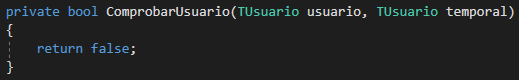 private bool ComprobarUsuario(TUsuario usuario, TUsuario temporal)
{
    return false;
}